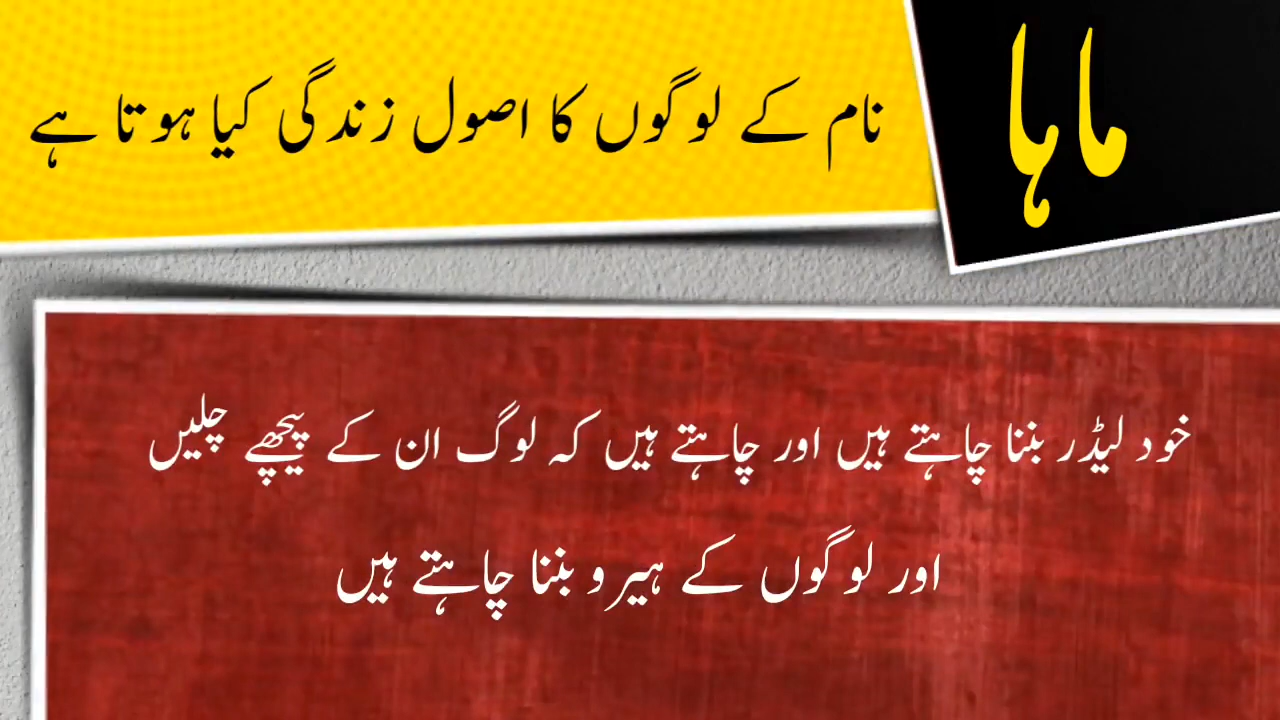 ماہا
نام کے لوگوں کا اصول زندگی کیا ہوتا ہے
خود لیڈر بننا چاہتے ہیں اور چاہتے ہیں کہ لوگ ان کے پیچھے چلیں
اور لوگوں کے ہیرو بننا چاہتے ہیں